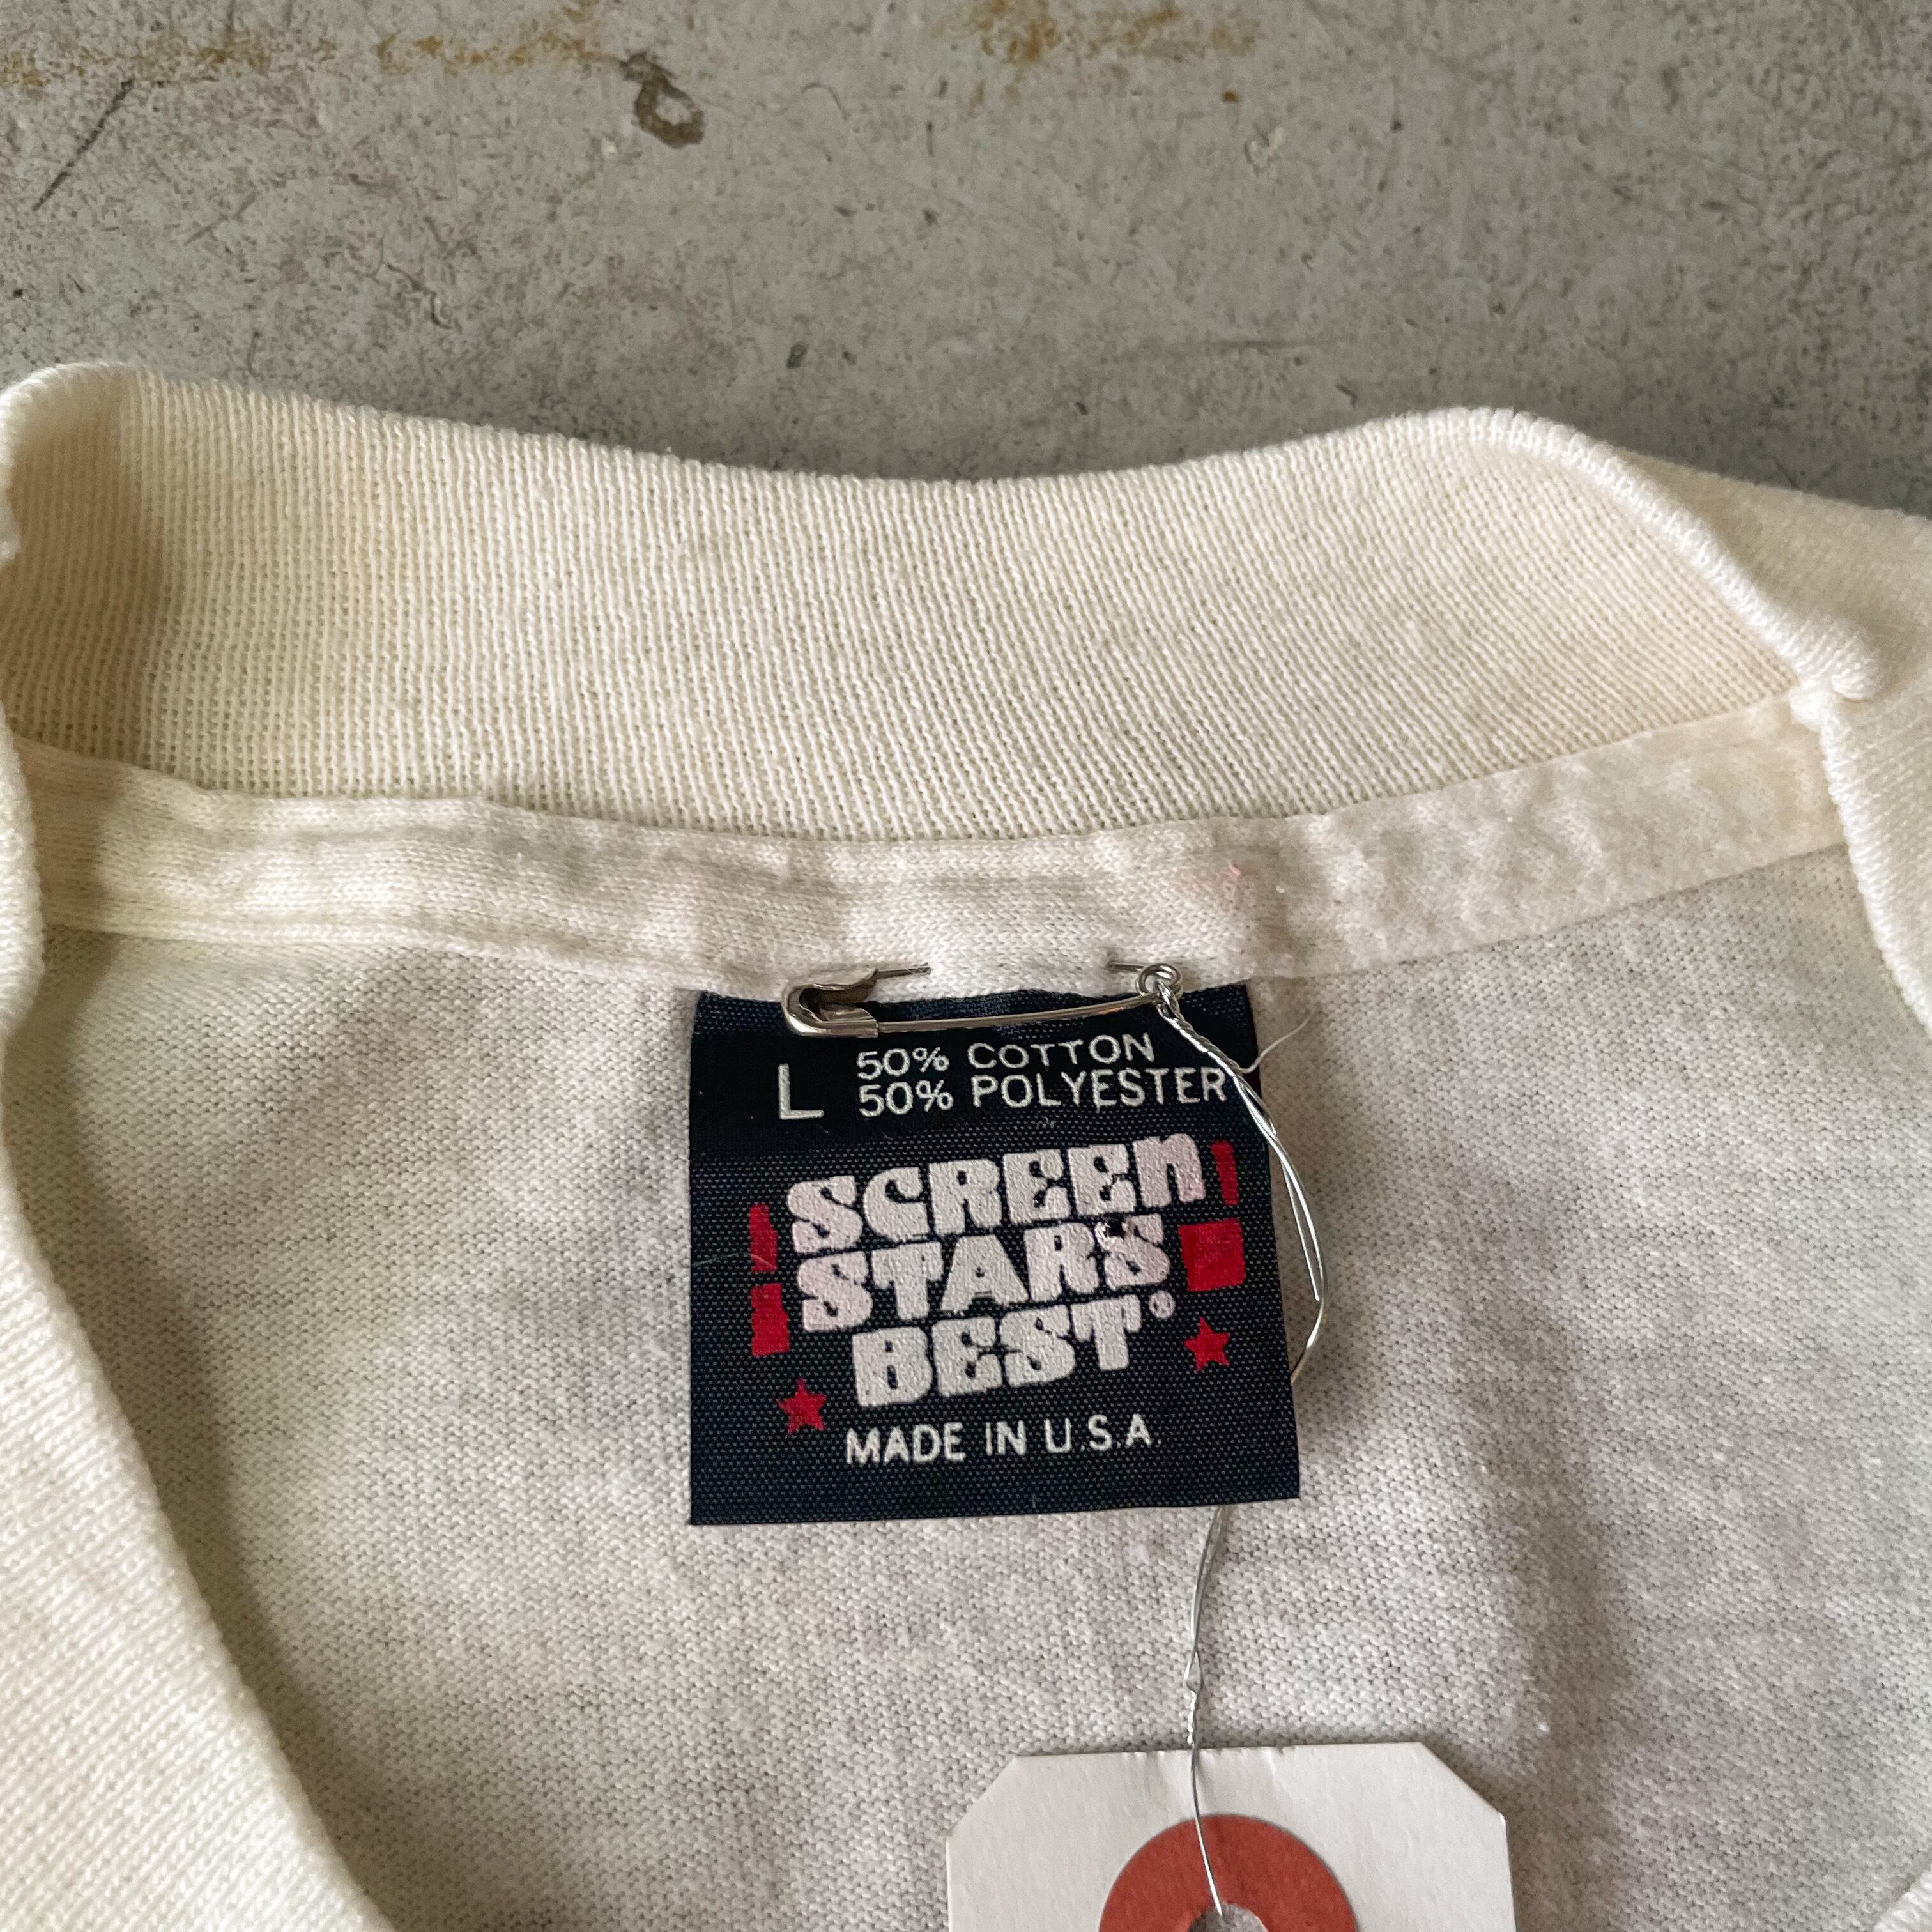 L
50% COTTON
50% POLYESTER
SCREEN
STARS
BEST®
MADE IN U.S.A.